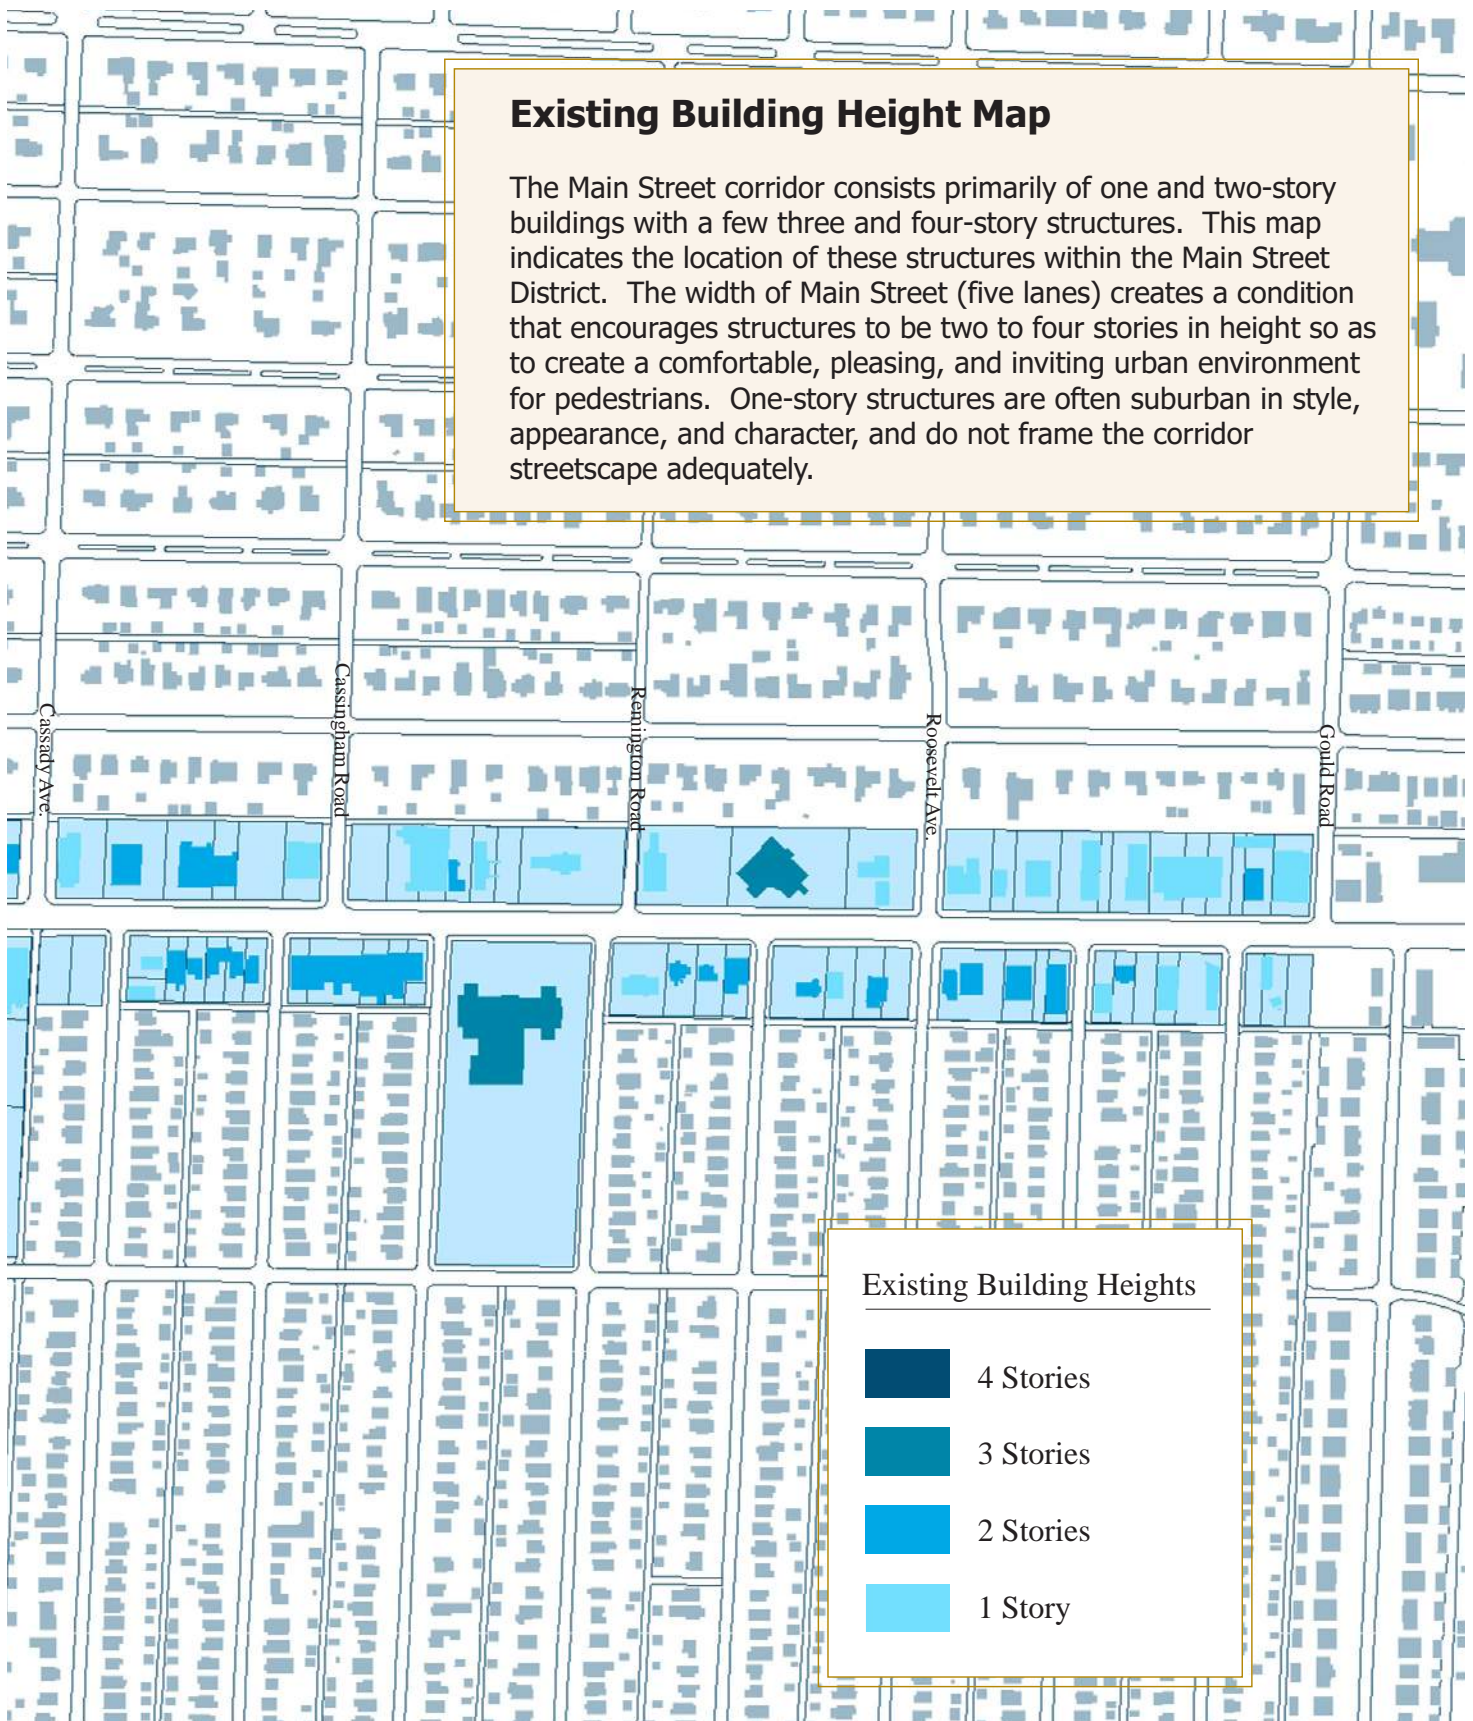 Existing Building Height Map
The Main Street corridor consists primarily of one and two-story
buildings with a few three and four-story structures.  This map
indicates the location of these structures within the Main Street
District.  The width of Main Street (five lanes) creates a condition
that encourages structures to be two to four stories in height so as
to create a comfortable, pleasing, and inviting urban environment
for pedestrians.  One-story structures are often suburban in style,
appearance, and character, and do not frame the corridor
streetscape adequately.
Cassady Ave.
Cassingham Road
Remington Road
Roosevelt Ave.
Gould Road
Existing Building Heights
4 Stories
3 Stories
2 Stories
1 Story